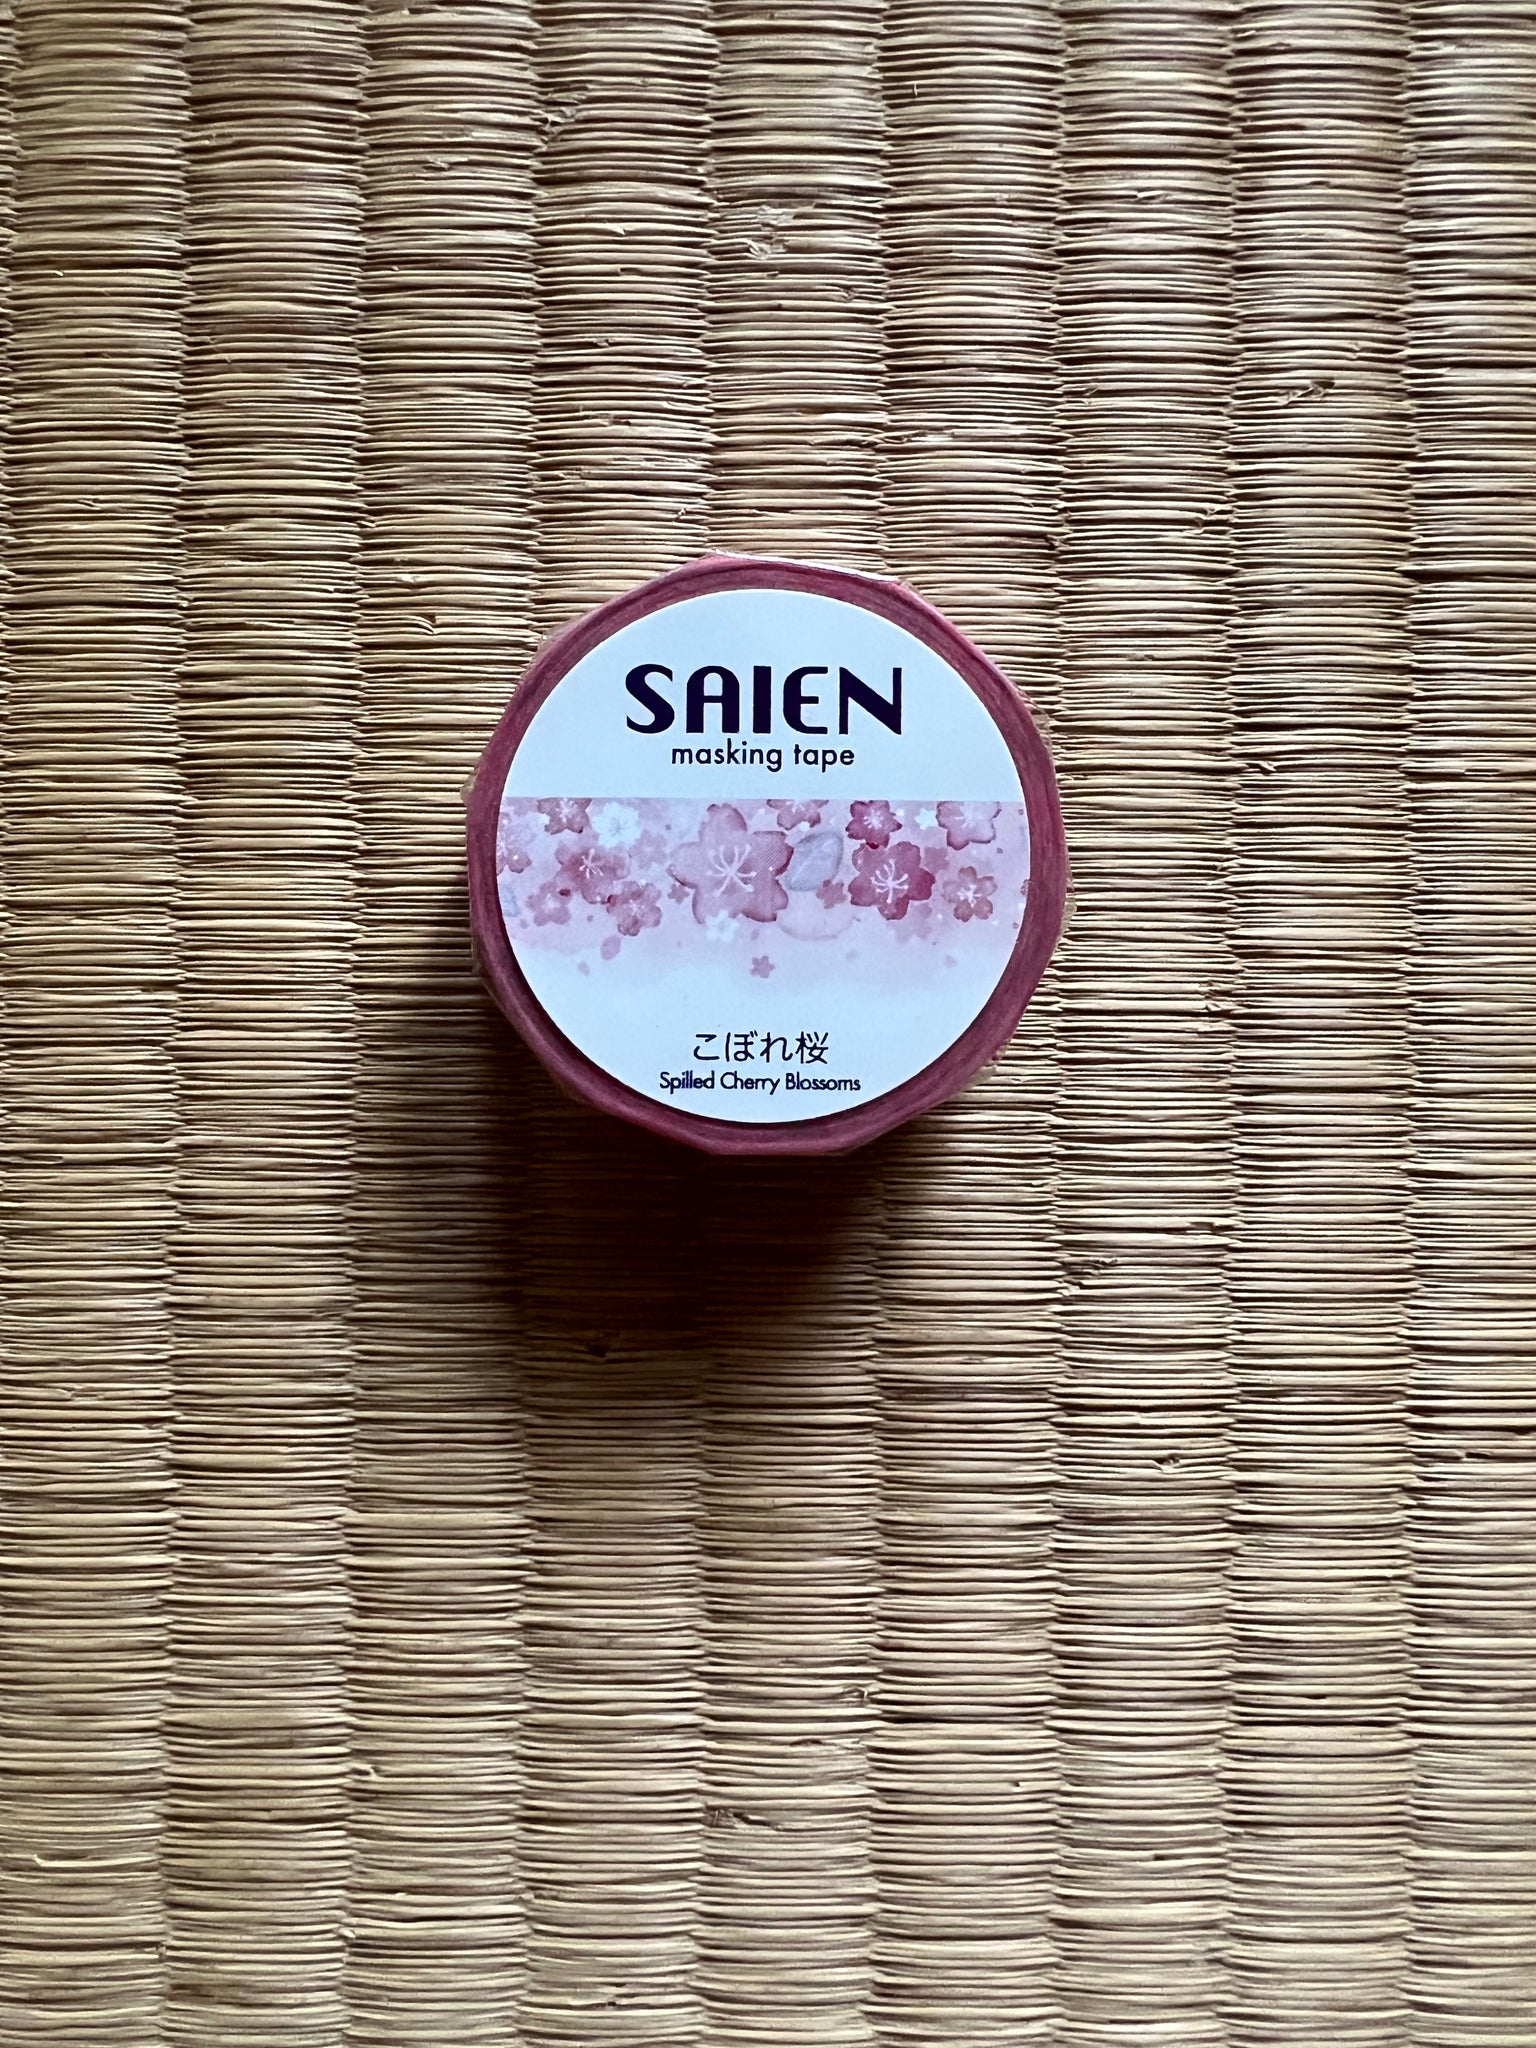 SAIEN
masking tape
こぼれ桜
Spilled Cherry Blossoms